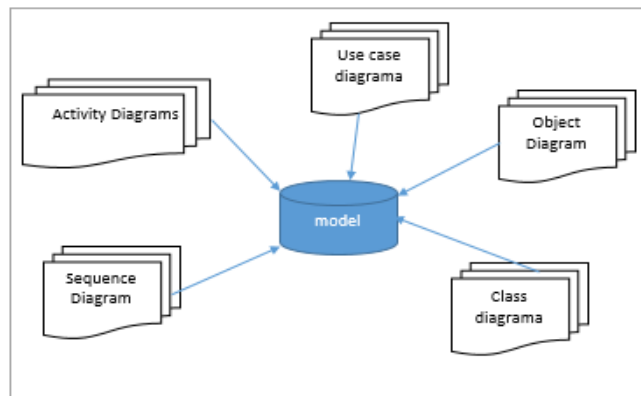 Use case
diagrama
Activity Diagrams
Object
Diagram
model
Sequence
Diagram
Class
diagrama